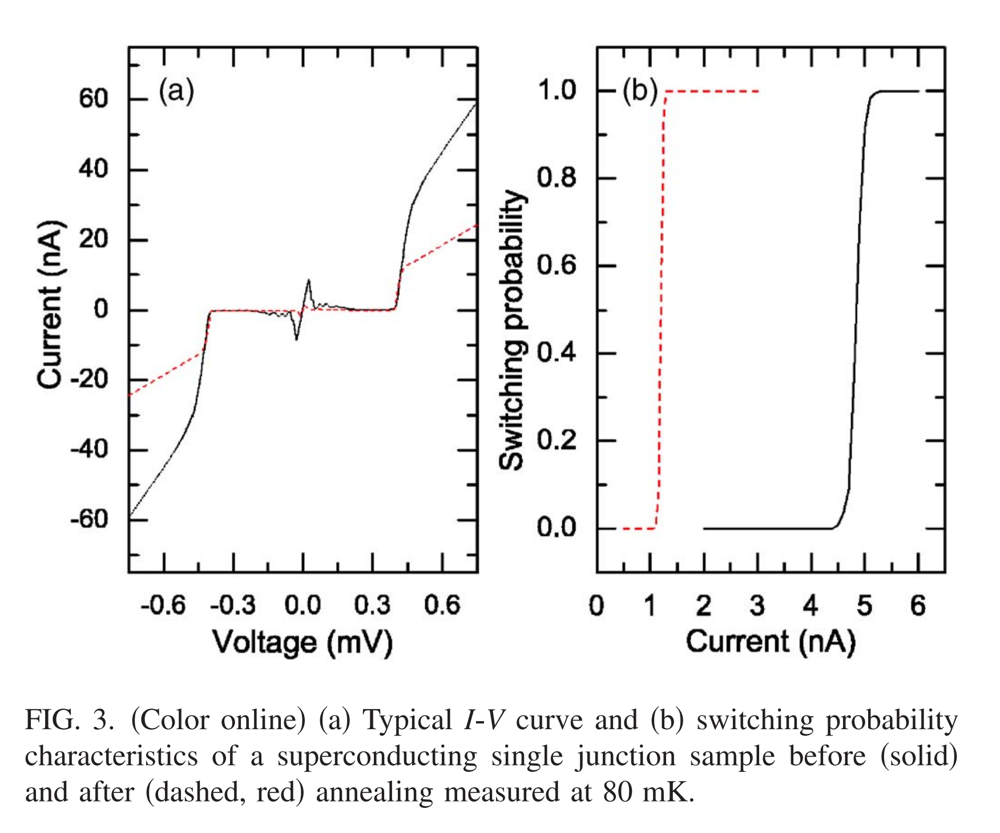 (a)
60
40
20
0
-20
-40
-60
Current (nA)
-0.6 -0.3 0.0 0.3 0.6
Voltage (mV)
(b)
1.0
0.8
0.6
0.4
0.2
0.0
Switching probability
0 1 2 3 4 5 6
Current (nA)
FIG. 3. (Color online) (a) Typical I-V curve and (b) switching probability
characteristics of a superconducting single junction sample before (solid)
and after (dashed, red) annealing measured at 80 mK.